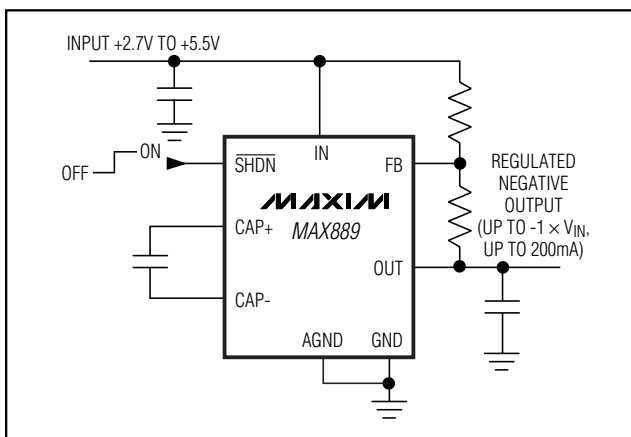 INPUT +2.7V TO +5.5V
OFF
ON
SHDN
IN
FB
MAXIM
MAX889
CAP+
CAP-
OUT
AGND
GND
REGULATED
NEGATIVE
OUTPUT
(UP TO -1 × VIN,
UP TO 200mA)